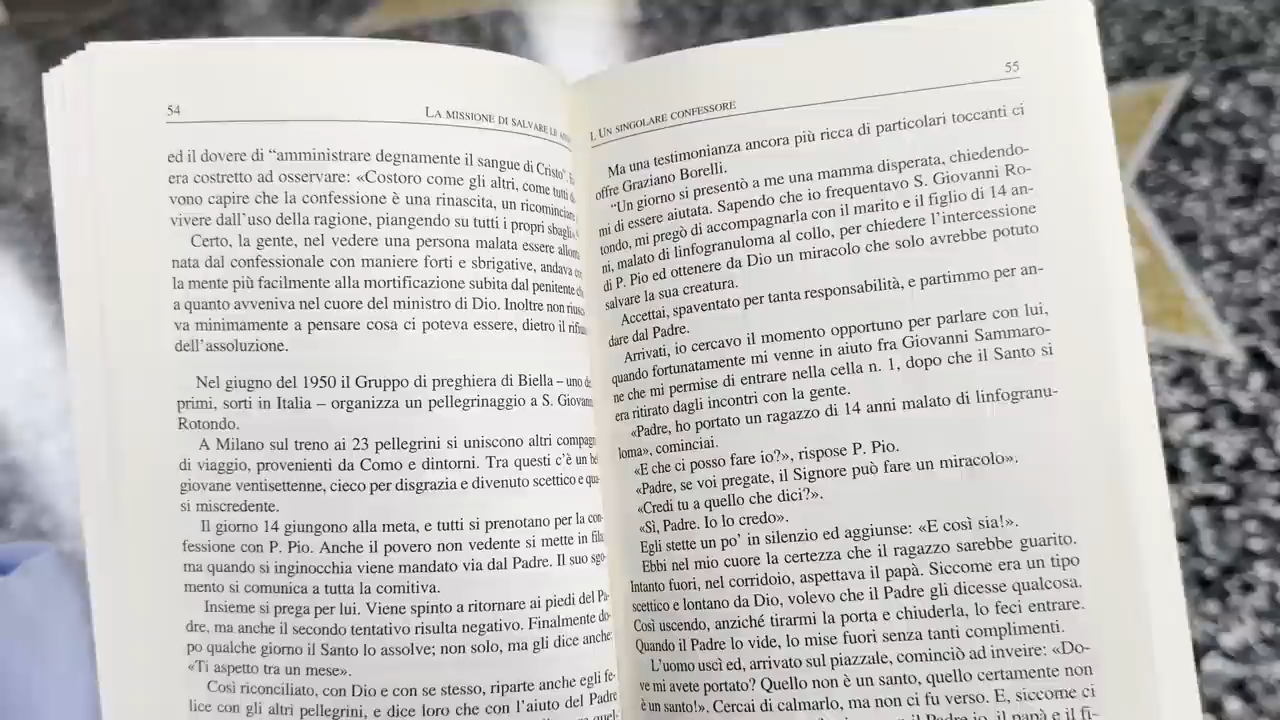 54
LA MISSIONE DI SALVARE LE
ed il dovere di “amministrare degnamente il sangue di Cristo”.
era costretto ad osservare: «Costoro come gli altri, come tutti
vono capire che la confessione è una rinascita, un ricominciare
vivere dall’uso della ragione, piangendo su tutti i propri
Certo, la gente, nel vedere una persona malata essere
nata dal confessionale con maniere forti e sbrigative, andava
la mente più facilmente alla mortificazione subita dal penitente
a quanto avveniva nel cuore del ministro di Dio. Inoltre non
va minimamente a pensare cosa ci poteva essere, dietro il
dell’assoluzione.
Nel giugno del 1950 il Gruppo di preghiera di Biella – uno
primi, sorti in Italia – organizza un pellegrinaggio a S.
Rotondo.
A Milano sul treno ai 23 pellegrini si uniscono altri
di viaggio, provenienti da Como e dintorni. Tra questi c’è un
giovane ventisettenne, cieco per disgrazia e divenuto scettico e
si miscredente.
Il giorno 14 giungono alla meta, e tutti si prenotano per la con-
fessione con P. Pio. Anche il povero non vedente si mette in fila
ma quando si inginocchia viene mandato via dal Padre. Il suo sgo-
mento si comunica a tutta la comitiva.
Insieme si prega per lui. Viene spinto a ritornare ai piedi del Pa-
dre, ma anche il secondo tentativo risulta negativo. Finalmente do-
po qualche giorno il Santo lo assolve; non solo, ma gli dice anche:
«Ti aspetto tra un mese».
Così riconciliato, con Dio e con se stesso, riparte anche egli fe-
lice con gli altri pellegrini, e dice loro che con l’aiuto del Padre
55
I. UN SINGOLARE CONFESSORE
Ma una testimonianza ancora più ricca di particolari toccanti ci
offre Graziano Borelli.
“Un giorno si presentò a me una mamma disperata, chiedendo-
mi di essere aiutata. Sapendo che io frequentavo S. Giovanni Ro-
tondo, mi pregò di accompagnarla con il marito e il figlio di 14 an-
ni, malato di linfogranuloma al collo, per chiedere l’intercessione
di P. Pio ed ottenere da Dio un miracolo che solo avrebbe potuto
salvare la sua creatura.
Accettai, spaventato per tanta responsabilità, e partimmo per an-
dare dal Padre.
Arrivati, io cercavo il momento opportuno per parlare con lui,
quando fortunatamente mi venne in aiuto fra Giovanni Sammaro-
ne che mi permise di entrare nella cella n. 1, dopo che il Santo si
era ritirato dagli incontri con la gente.
«Padre, ho portato un ragazzo di 14 anni malato di linfogranu-
loma», cominciai.
«E che ci posso fare io?», rispose P. Pio.
«Padre, se voi pregate, il Signore può fare un miracolo».
«Credi tu a quello che dici?».
«Sì, Padre. Io lo credo».
Egli stette un po’ in silenzio ed aggiunse: «E così sia!».
Ebbi nel mio cuore la certezza che il ragazzo sarebbe guarito.
Intanto fuori, nel corridoio, aspettava il papà. Siccome era un tipo
scettico e lontano da Dio, volevo che il Padre gli dicesse qualcosa.
Così uscendo, anziché tirarmi la porta e chiuderla, lo feci entrare.
Quando il Padre lo vide, lo mise fuori senza tanti complimenti.
L’uomo uscì ed, arrivato sul piazzale, cominciò ad inveire: «Do-
ve mi avete portato? Quello non è un santo, quello certamente non
è un santo!». Cercai di calmarlo, ma non ci fu verso. E, siccome ci
il Padre io, il papà e il fi-